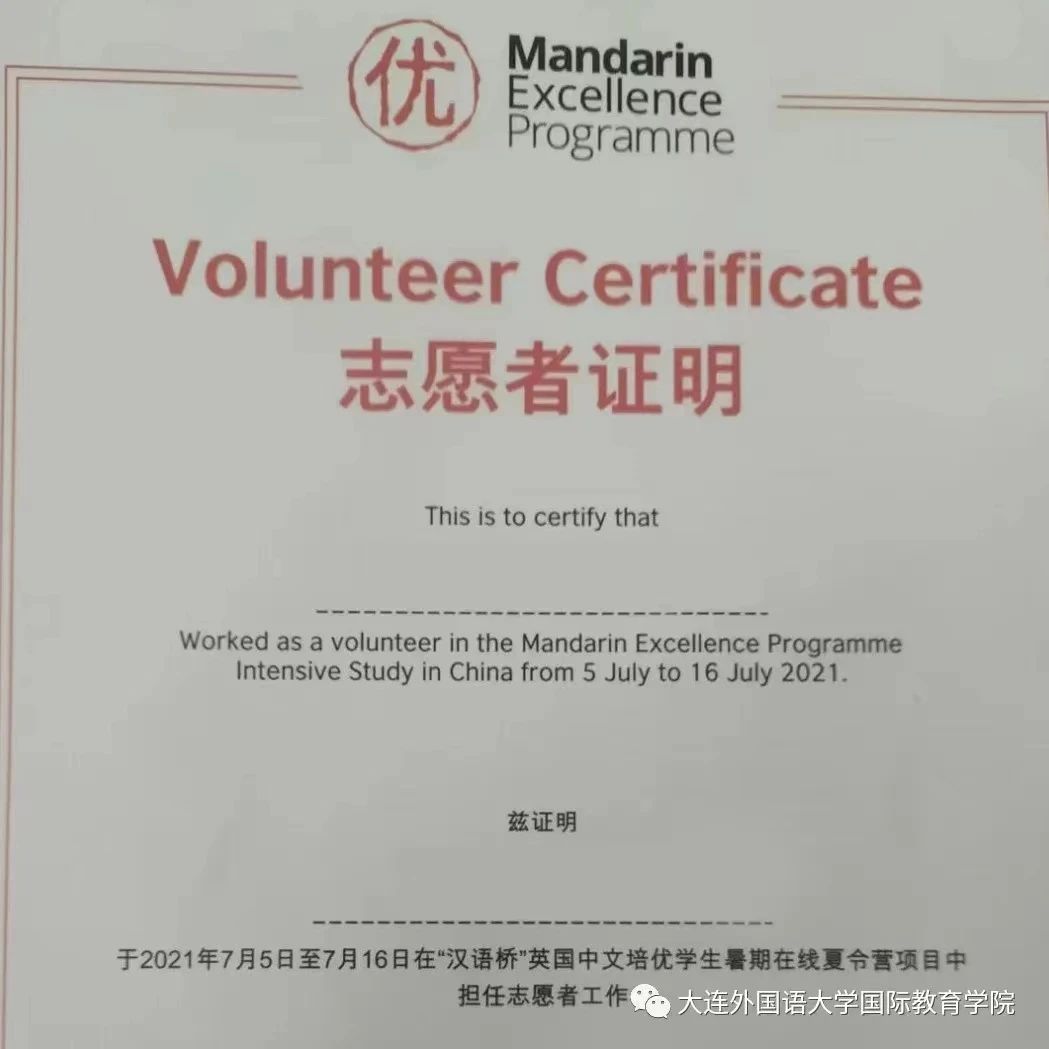 优
Mandarin
Excellence
Programme
Volunteer Certificate
志愿者证明
This is to certify that
Worked as a volunteer in the Mandarin Excellence Programme
Intensive Study in China from 5 July to 16 July 2021.
兹证明
于2021年7月5日至7月16日在“汉语桥”英国中文培优学生暑期在线夏令营项目中
担任志愿者工作
大连外国语大学国际教育学院